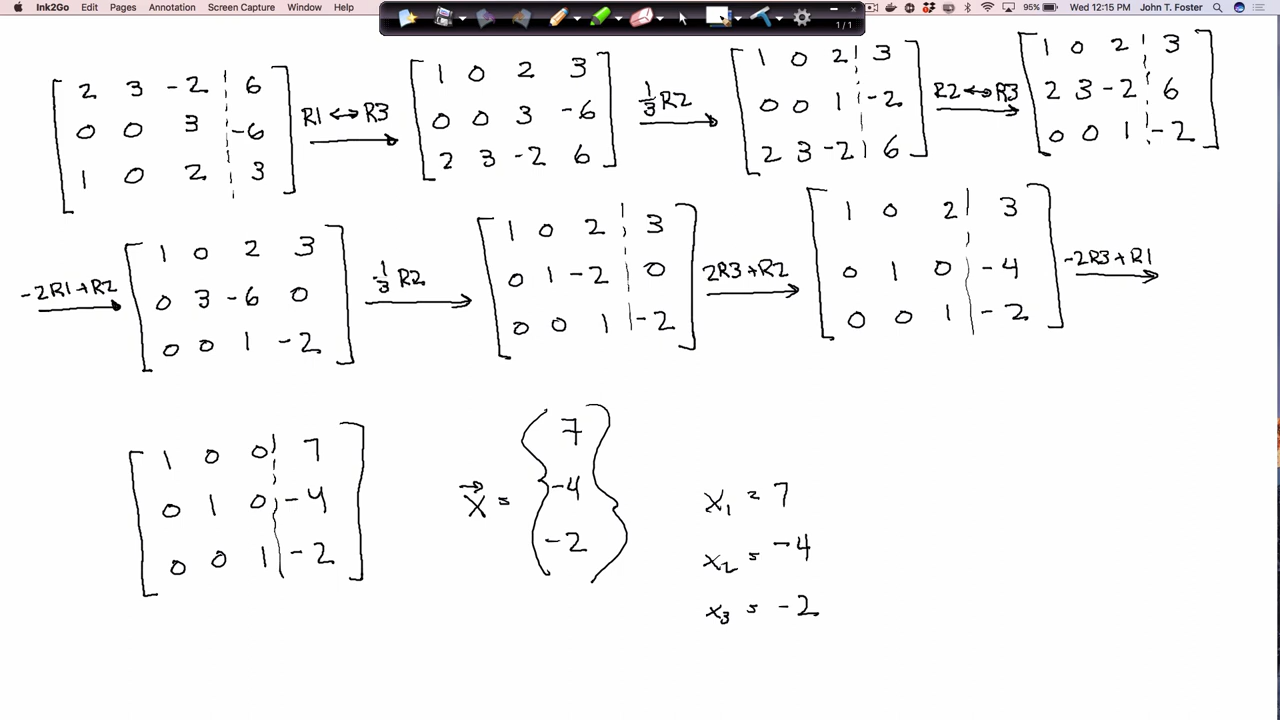 Ink2Go Edit Pages Annotation Screen Capture Window Help 95% Wed 12:15 PM John T. Foster
1/1
2 3 -2 6
0 0 3 -6
1 0 2 3
R1 ↔ R3
1 0 2 3
0 0 3 -6
2 3 -2 6
1/3 R2
1 0 2 3
0 0 1 -2
2 3 -2 6
R2 ↔ R3
1 0 2 3
2 3 -2 6
0 0 1 -2
-2R1 + R2
1 0 2 3
0 3 -6 0
0 0 1 -2
-1/3 R2
1 0 2 3
0 1 -2 0
0 0 1 -2
2R3 + R2
1 0 2 3
0 1 0 -4
0 0 1 -2
-2R3 + R1
1 0 0 7
0 1 0 -4
0 0 1 -2
x⃗ =
7
-4
-2
x₁ = 7
x₂ = -4
x₃ = -2